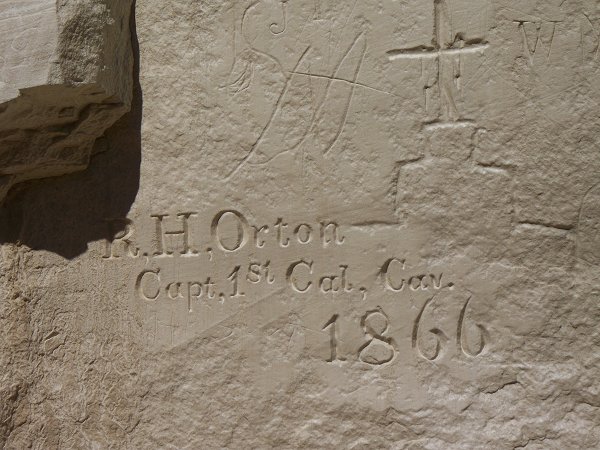 M
R.H. Orton
Capt, 1st Cal., Cav.
1866